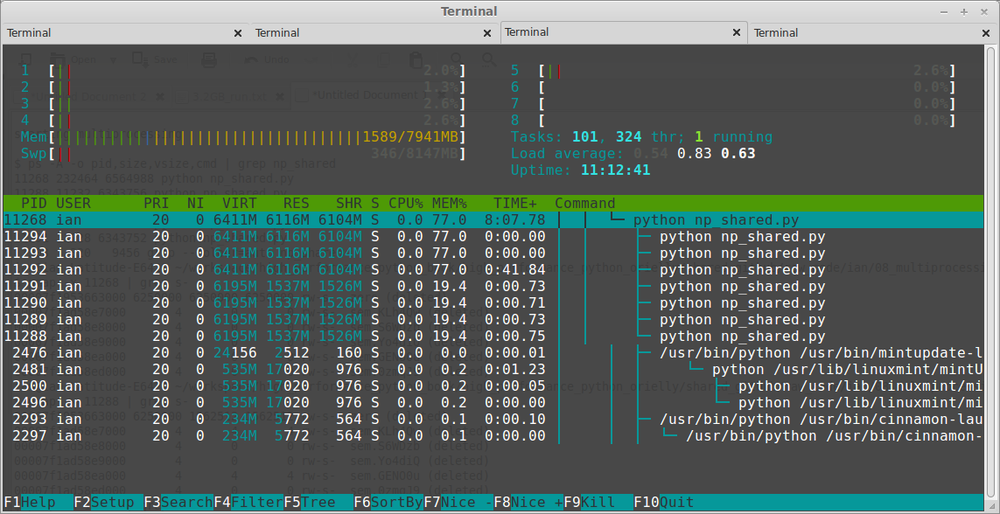 Terminal
Terminal Terminal Terminal Terminal
1 [|| 2.0%] 5 [|| 2.6%]
2 [|| 1.3%] 6 [ 0.0%]
3 [|| 2.6%] 7 [ 0.0%]
4 [|| 2.6%] 8 [ 0.0%]
Mem[||||||||||||||||||||||||||||||||||1589/7941MB] Tasks: 101, 324 thr; 1 running
Swp[|| 346/8147MB] Load average: 0.54 0.83 0.63
Uptime: 11:12:41
PID USER PRI NI VIRT RES SHR S CPU% MEM% TIME+ Command
11268 ian 20 0 6411M 6116M 6104M S 0.0 77.0 8:07.78 │ │ └─ python np_shared.py
11294 ian 20 0 6411M 6116M 6104M S 0.0 77.0 0:00.00 │ │ ├─ python np_shared.py
11293 ian 20 0 6411M 6116M 6104M S 0.0 77.0 0:00.00 │ │ ├─ python np_shared.py
11292 ian 20 0 6411M 6116M 6104M S 0.0 77.0 0:41.84 │ │ ├─ python np_shared.py
11291 ian 20 0 6195M 1537M 1526M S 0.0 19.4 0:00.73 │ │ ├─ python np_shared.py
11290 ian 20 0 6195M 1537M 1526M S 0.0 19.4 0:00.71 │ │ ├─ python np_shared.py
11289 ian 20 0 6195M 1537M 1526M S 0.0 19.4 0:00.73 │ │ ├─ python np_shared.py
11288 ian 20 0 6195M 1537M 1526M S 0.0 19.4 0:00.75 │ │ └─ python np_shared.py
2476 ian 20 0 24156 2512 160 S 0.0 0.0 0:00.01 │ │ ├─ /usr/bin/python /usr/bin/mintupdate-l
2481 ian 20 0 535M 17020 976 S 0.0 0.2 0:01.23 │ │ │ └─ python /usr/lib/linuxmint/mintU
2500 ian 20 0 535M 17020 976 S 0.0 0.2 0:00.05 │ │ │ ├─ python /usr/lib/linuxmint/mi
2496 ian 20 0 535M 17020 976 S 0.0 0.2 0:00.00 │ │ │ └─ python /usr/lib/linuxmint/mi
2293 ian 20 0 234M 5772 564 S 0.0 0.1 0:00.10 │ │ ├─ /usr/bin/python /usr/bin/cinnamon-lau
2297 ian 20 0 234M 5772 564 S 0.0 0.1 0:00.00 │ │ │ └─ /usr/bin/python /usr/bin/cinnamon-
F1Help F2Setup F3SearchF4FilterF5Tree F6SortByF7Nice -F8Nice +F9Kill F10Quit